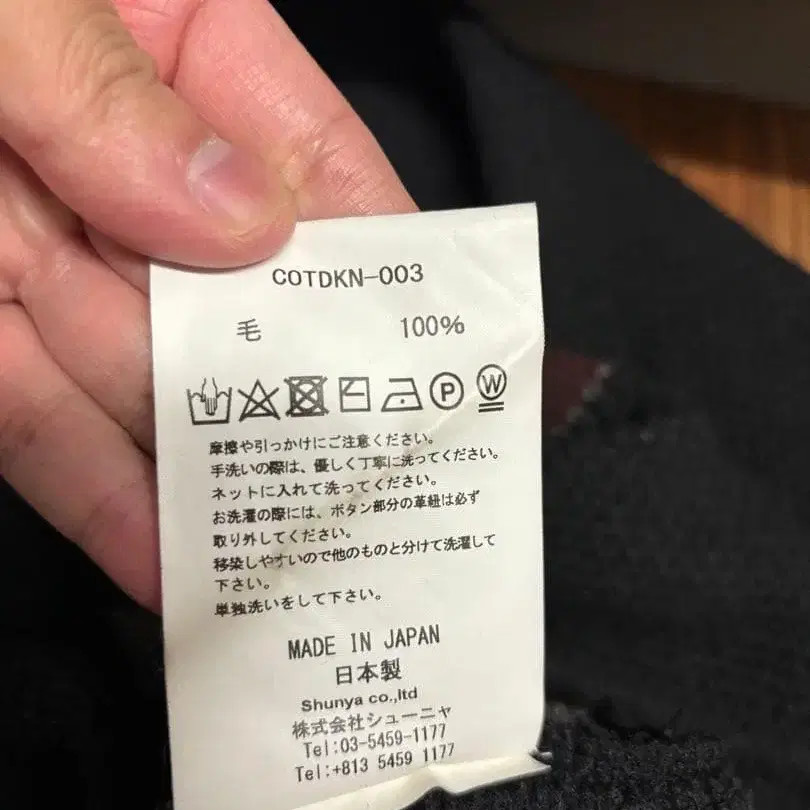 COTDKN-003
毛 100%
P W
摩擦や引っかけにご注意ください。
手洗いの際は、優しく丁寧に洗ってください。
ネットに入れて洗ってください。
お洗濯の際には、ボタン部分の革紐は必ず
取り外してください。
移染しやすいので他のものと分けて洗濯して
下さい。
単独洗いをして下さい。
MADE IN JAPAN
日本製
Shunya co.,ltd
株式会社シューニャ
Tel:03-5459-1177
Tel:+813 5459 1177